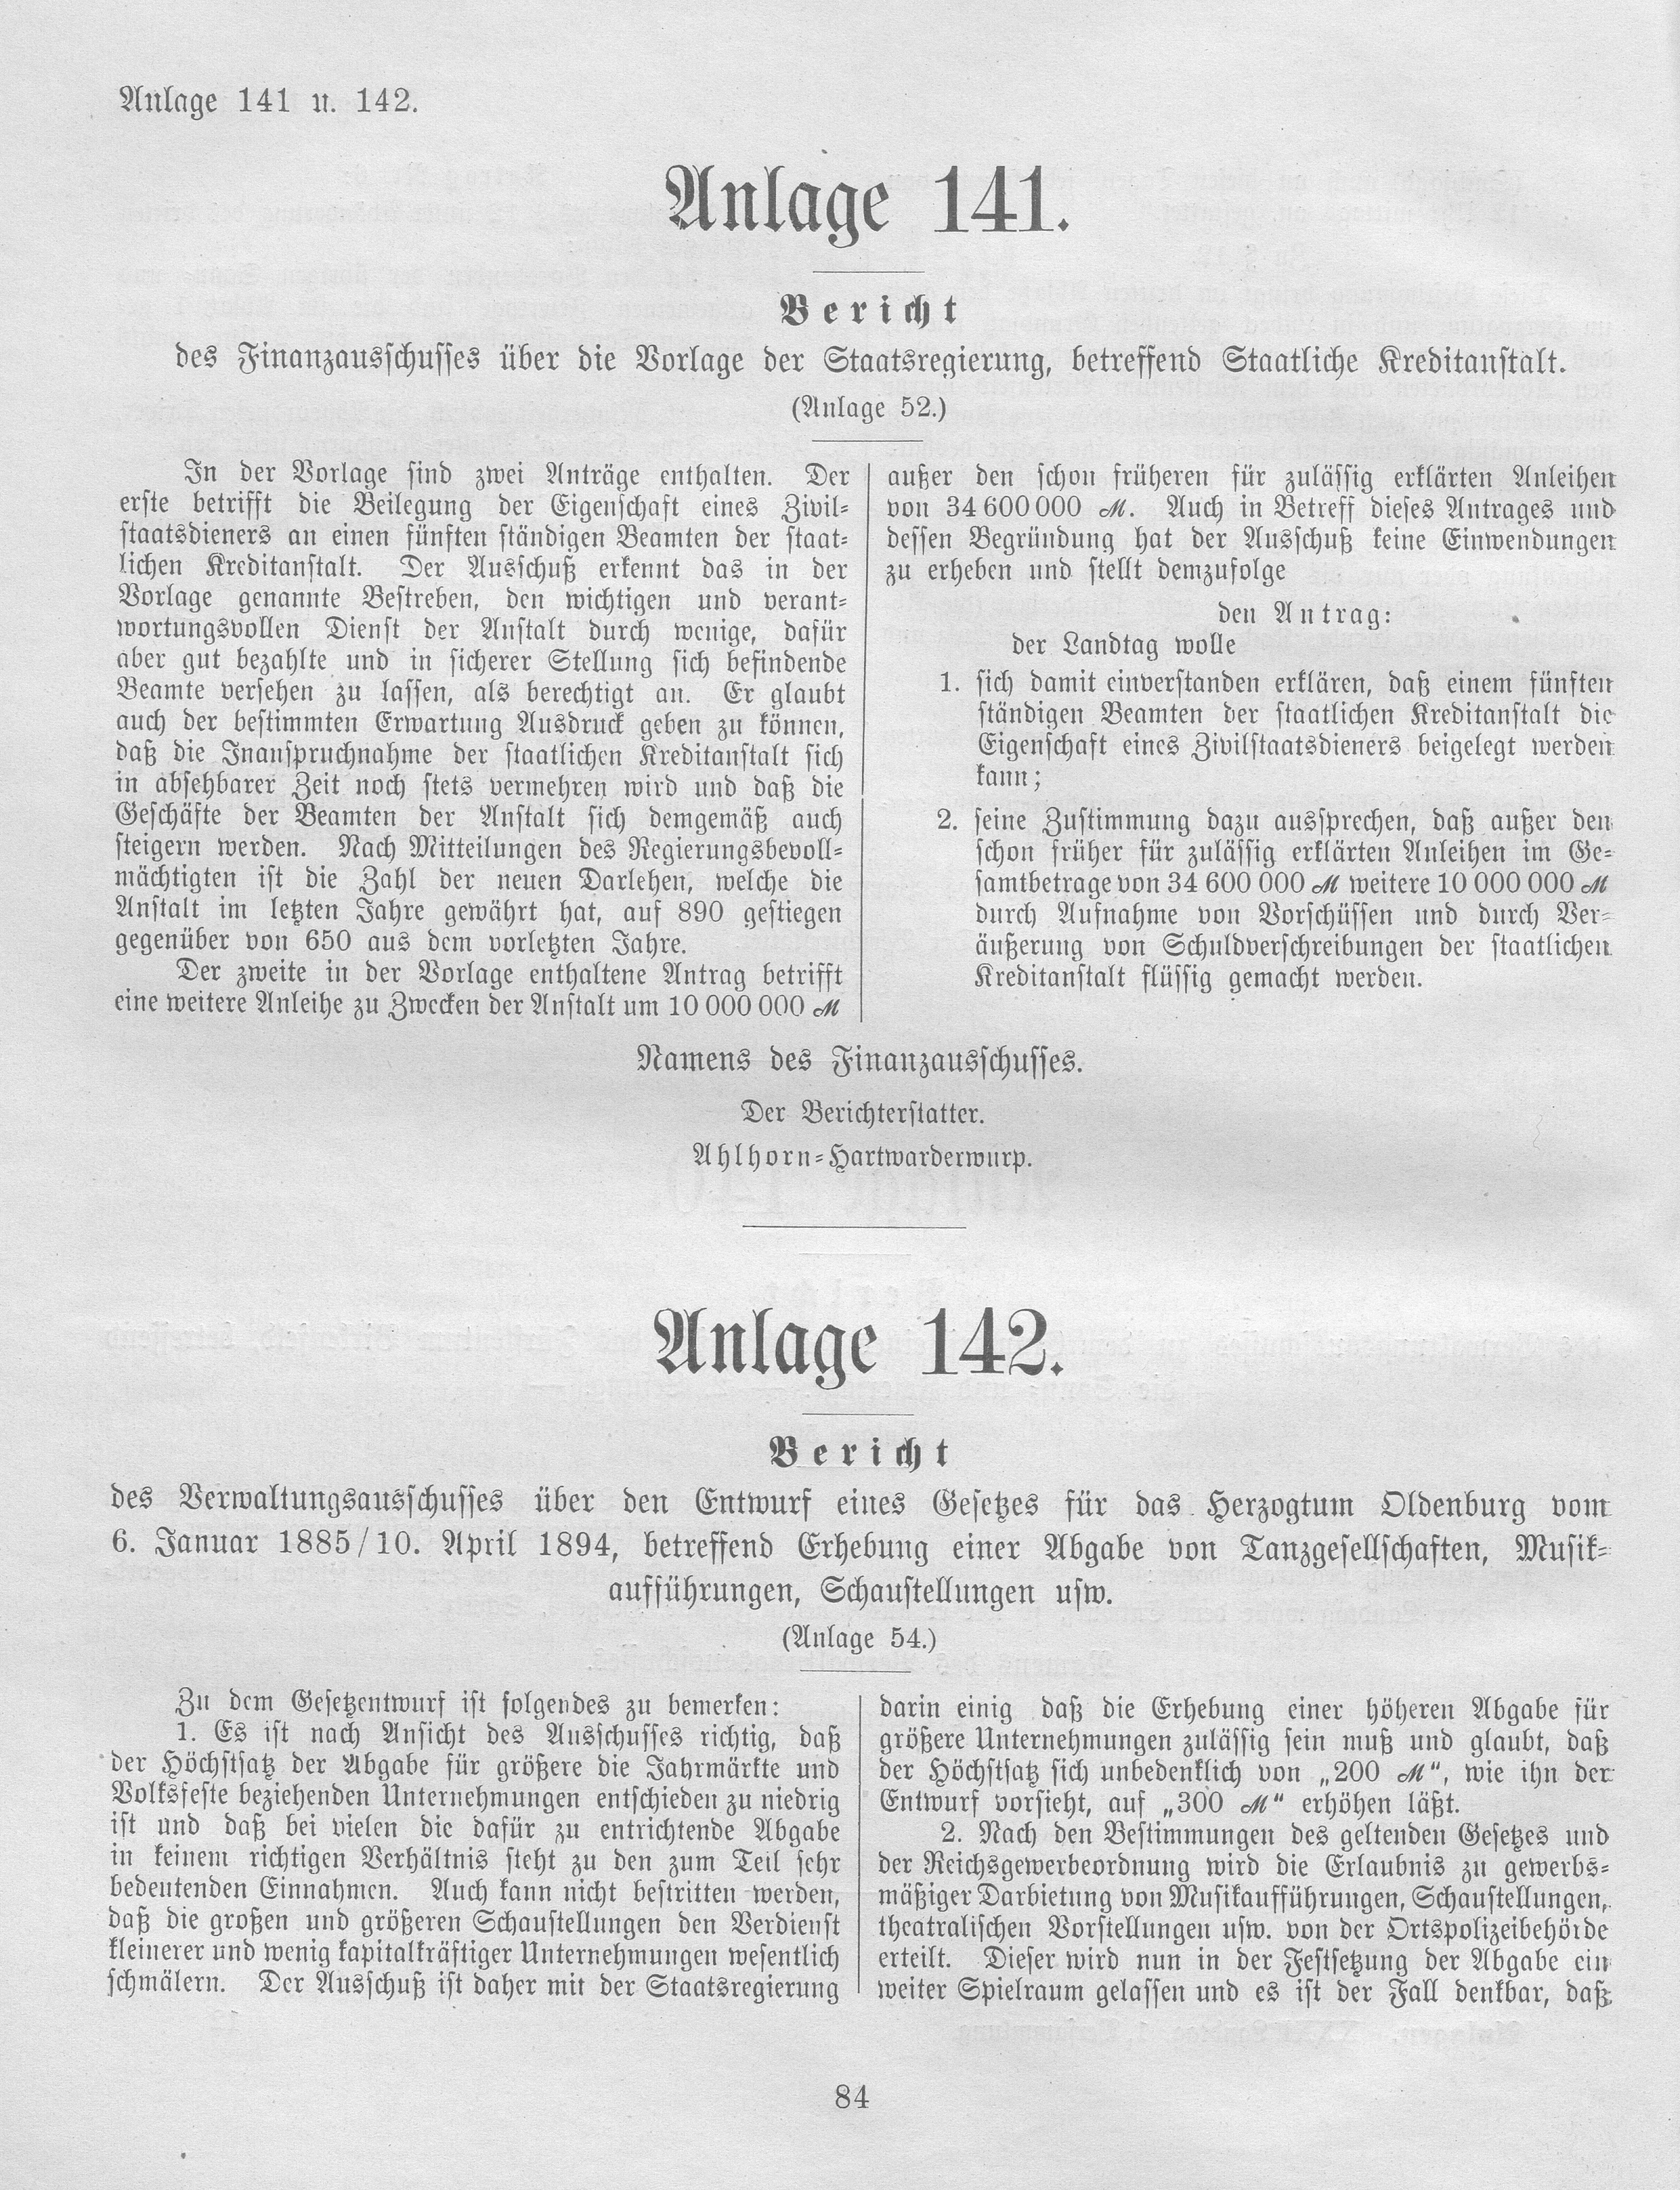 Anlage 141 u. 142.
Anlage 141.
Bericht
des Finanzausschusses über die Vorlage der Staatsregierung, betreffend Staatliche Kreditanstalt.
(Anlage 52.)
In der Vorlage sind zwei Anträge enthalten. Der
erste betrifft die Beilegung der Eigenschaft eines Zivil-
staatsdieners an einen fünften ständigen Beamten der staat-
lichen Kreditanstalt. Der Ausschuß erkennt das in der
Vorlage genannte Bestreben, den wichtigen und verant-
wortungsvollen Dienst der Anstalt durch wenige, dafür
aber gut bezahlte und in sicherer Stellung sich befindende
Beamte versehen zu lassen, als berechtigt an. Er glaubt
auch der bestimmten Erwartung Ausdruck geben zu können,
daß die Inanspruchnahme der staatlichen Kreditanstalt sich
in absehbarer Zeit noch stets vermehren wird und daß die
Geschäfte der Beamten der Anstalt sich demgemäß auch
steigern werden. Nach Mitteilungen des Regierungsbevoll-
mächtigten ist die Zahl der neuen Darlehen, welche die
Anstalt im letzten Jahre gewährt hat, auf 890 gestiegen
gegenüber von 650 aus dem vorletzten Jahre.
Der zweite in der Vorlage enthaltene Antrag betrifft
eine weitere Anleihe zu Zwecken der Anstalt um 10 000 000 ℳ
außer den schon früheren für zulässig erklärten Anleihen
von 34 600 000 ℳ. Auch in Betreff dieses Antrages und
dessen Begründung hat der Ausschuß keine Einwendungen
zu erheben und stellt demzufolge
den Antrag:
der Landtag wolle
1. sich damit einverstanden erklären, daß einem fünften
ständigen Beamten der staatlichen Kreditanstalt die
Eigenschaft eines Zivilstaatsdieners beigelegt werden
kann;
2. seine Zustimmung dazu aussprechen, daß außer den
schon früher für zulässig erklärten Anleihen im Ge-
samtbetrage von 34 600 000 ℳ weitere 10 000 000 ℳ
durch Aufnahme von Vorschüssen und durch Ver-
äußerung von Schuldverschreibungen der staatlichen
Kreditanstalt flüssig gemacht werden.
Namens des Finanzausschusses.
Der Berichterstatter.
Ahlhorn-Hartwarderwurp.
Anlage 142.
Bericht
des Verwaltungsausschusses über den Entwurf eines Gesetzes für das Herzogtum Oldenburg vom
6. Januar 1885/10. April 1894, betreffend Erhebung einer Abgabe von Tanzgesellschaften, Musik-
aufführungen, Schaustellungen usw.
(Anlage 54.)
Zu dem Gesetzentwurf ist folgendes zu bemerken:
1. Es ist nach Ansicht des Ausschusses richtig, daß
der Höchstsatz der Abgabe für größere die Jahrmärkte und
Volksfeste beziehenden Unternehmungen entschieden zu niedrig
ist und daß bei vielen die dafür zu entrichtende Abgabe
in keinem richtigen Verhältnis steht zu den zum Teil sehr
bedeutenden Einnahmen. Auch kann nicht bestritten werden,
daß die großen und größeren Schaustellungen den Verdienst
kleinerer und wenig kapitalkräftiger Unternehmungen wesentlich
schmälern. Der Ausschuß ist daher mit der Staatsregierung
darin einig daß die Erhebung einer höheren Abgabe für
größere Unternehmungen zulässig sein muß und glaubt, daß
der Höchstsatz sich unbedenklich von „200 ℳ“, wie ihn der
Entwurf vorsieht, auf „300 ℳ“ erhöhen läßt.
2. Nach den Bestimmungen des geltenden Gesetzes und
der Reichsgewerbeordnung wird die Erlaubnis zu gewerbs-
mäßiger Darbietung von Musikaufführungen, Schaustellungen,
theatralischen Vorstellungen usw. von der Ortspolizeibehörde
erteilt. Dieser wird nun in der Festsetzung der Abgabe ein
weiter Spielraum gelassen und es ist der Fall denkbar, daß
84